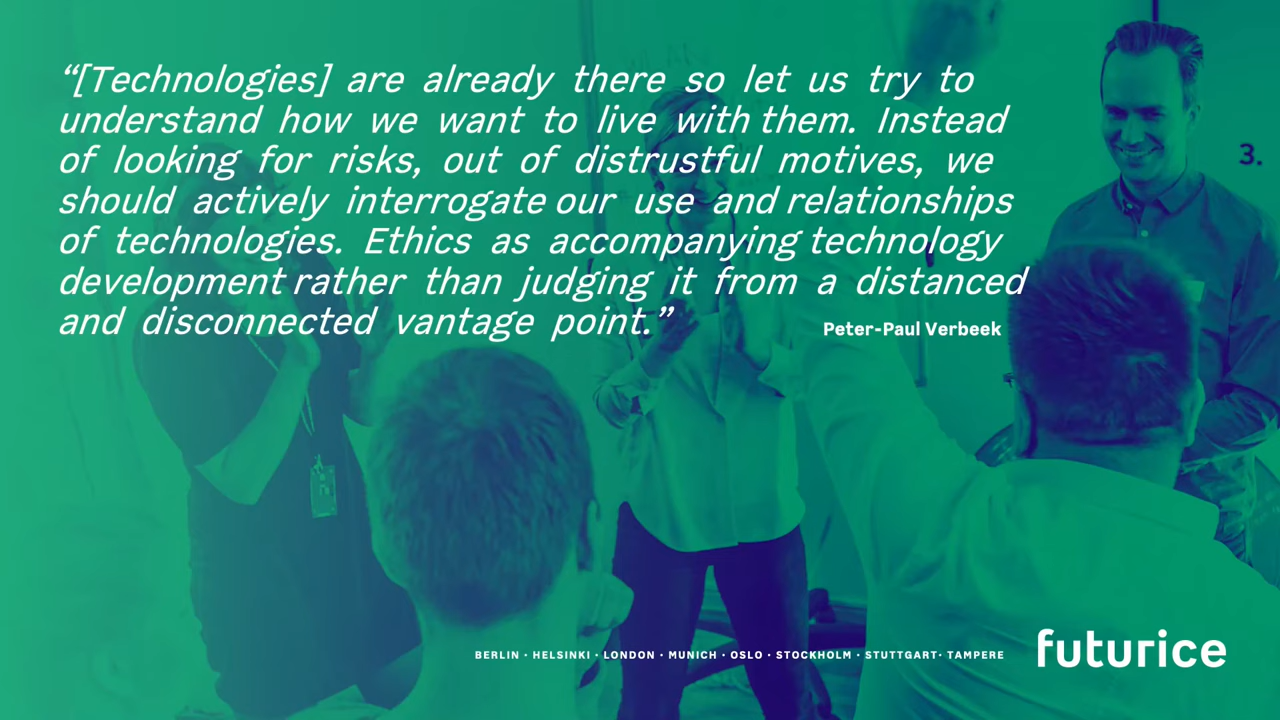 “[Technologies] are already there so let us try to
understand how we want to live with them. Instead
of looking for risks, out of distrustful motives, we
should actively interrogate our use and relationships
of technologies. Ethics as accompanying technology
development rather than judging it from a distanced
and disconnected vantage point.”
Peter-Paul Verbeek
3.
BERLIN · HELSINKI · LONDON · MUNICH · OSLO · STOCKHOLM · STUTTGART· TAMPERE
futurice